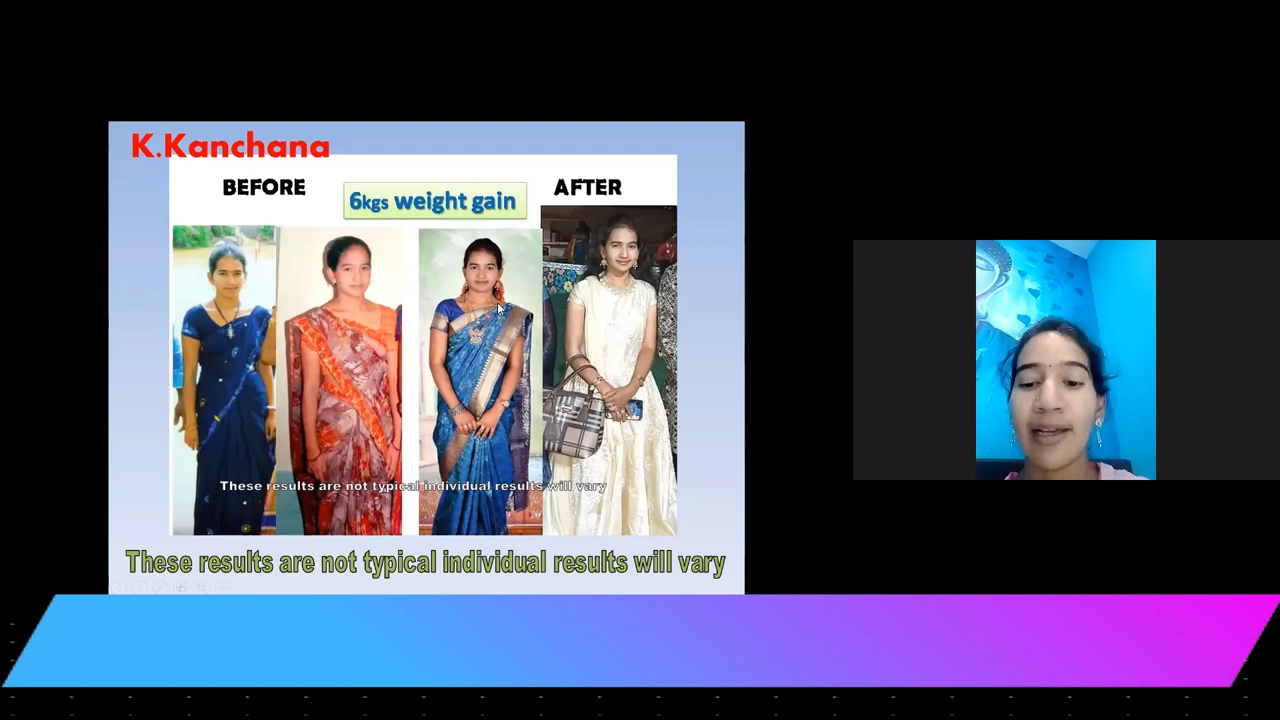 K.Kanchana
BEFORE
6kgs weight gain
AFTER
These results are not typical individual results will vary
These results are not typical individual results will vary